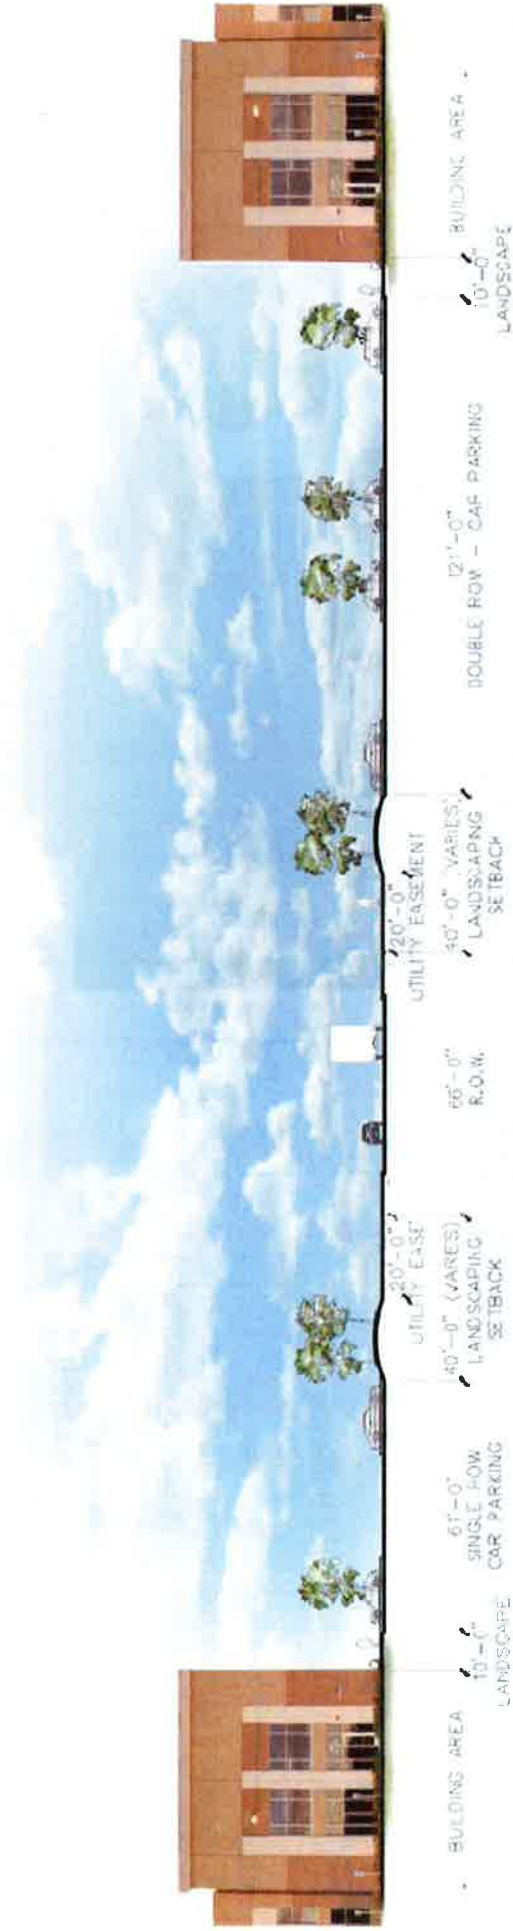 BUILDING AREA
10'-0"
LANDSCAPE
61'-0"
SINGLE ROW
CAR PARKING
20'-0"
UTILITY EASE
40'-0" (VARIES)
LANDSCAPING
SETBACK
66'-0"
R.O.W.
20'-0"
UTILITY EASEMENT
40'-0" (VARIES)
LANDSCAPING
SETBACK
121'-0"
DOUBLE ROW - CAR PARKING
10'-0"
LANDSCAPE
BUILDING AREA